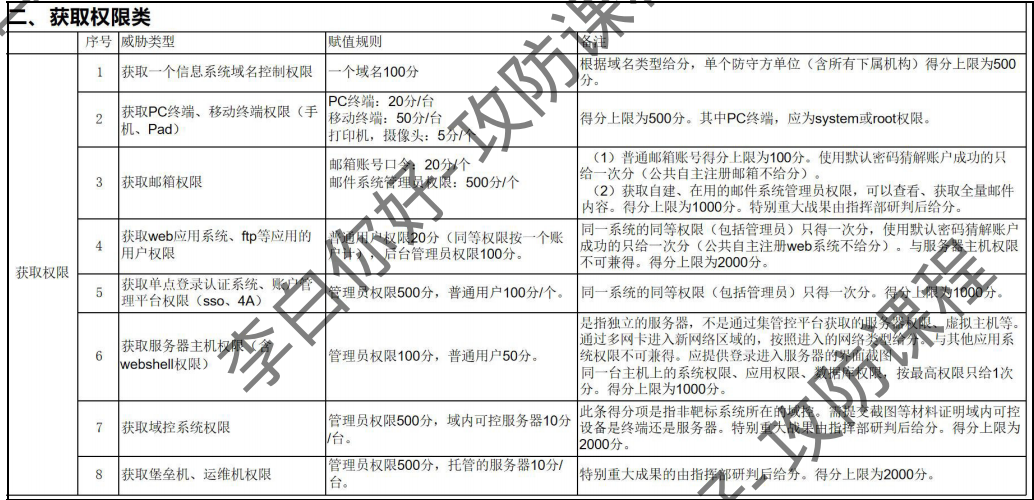 二、获取权限类
序号 威胁类型 赋值规则 备注
获取权限
1 获取一个信息系统域名控制权限 一个域名100分
根据域名类型给分，单个防守方单位（含所有下属机构）得分上限为500
分。
2
获取PC终端、移动终端权限（手
机、Pad）
PC终端：20分/台
移动终端：50分/台
打印机，摄像头：5分/个
得分上限为500分。其中PC终端，应为system或root权限。
3 获取邮箱权限
邮箱账号口令：20分/个
邮件系统管理员权限：500分/个
（1）普通邮箱账号得分上限为100分。使用默认密码猜解账户成功的只
给一次分（公共自主注册邮箱不给分）。
（2）获取自建、在用的邮件系统管理员权限，可以查看、获取全量邮件
内容。得分上限为1000分。特别重大战果由指挥部研判后给分。
4
获取web应用系统、ftp等应用的
用户权限
普通用户权限20分（同等权限按一个账
户计），后台管理员权限100分。
同一系统的同等权限（包括管理员）只得一次分，使用默认密码猜解账户
成功的只给一次分（公共自主注册web系统不给分）。与服务器主机权限
不可兼得。得分上限为2000分。
5
获取单点登录认证系统、账户管
理平台权限（sso、4A）
管理员权限500分，普通用户100分/个。
同一系统的同等权限（包括管理员）只得一次分。得分上限为1000分。
6
获取服务器主机权限（含
webshell权限）
管理员权限100分，普通用户50分。
是指独立的服务器，不是通过集管控平台获取的服务器权限、虚拟主机等。
通过多网卡进入新网络区域的，按照进入的网络类型给分。与其他应用系
统权限不可兼得。应提供登录进入服务器的界面截图
同一台主机上的系统权限、应用权限、数据库权限，按最高权限只给1次
分。得分上限为1000分。
7 获取域控系统权限
管理员权限500分，域内可控服务器10分
/台。
此条得分项是指非靶标系统所在的域控。需提交截图等材料证明域内可控
设备是终端还是服务器。特别重大战果由指挥部研判后给分。得分上限为
2000分。
8 获取堡垒机、运维机权限
管理员权限500分，托管的服务器10分/
台。
特别重大成果的由指挥部研判后给分。得分上限为2000分。
李白你好-攻防课程
李白你好-攻防课程